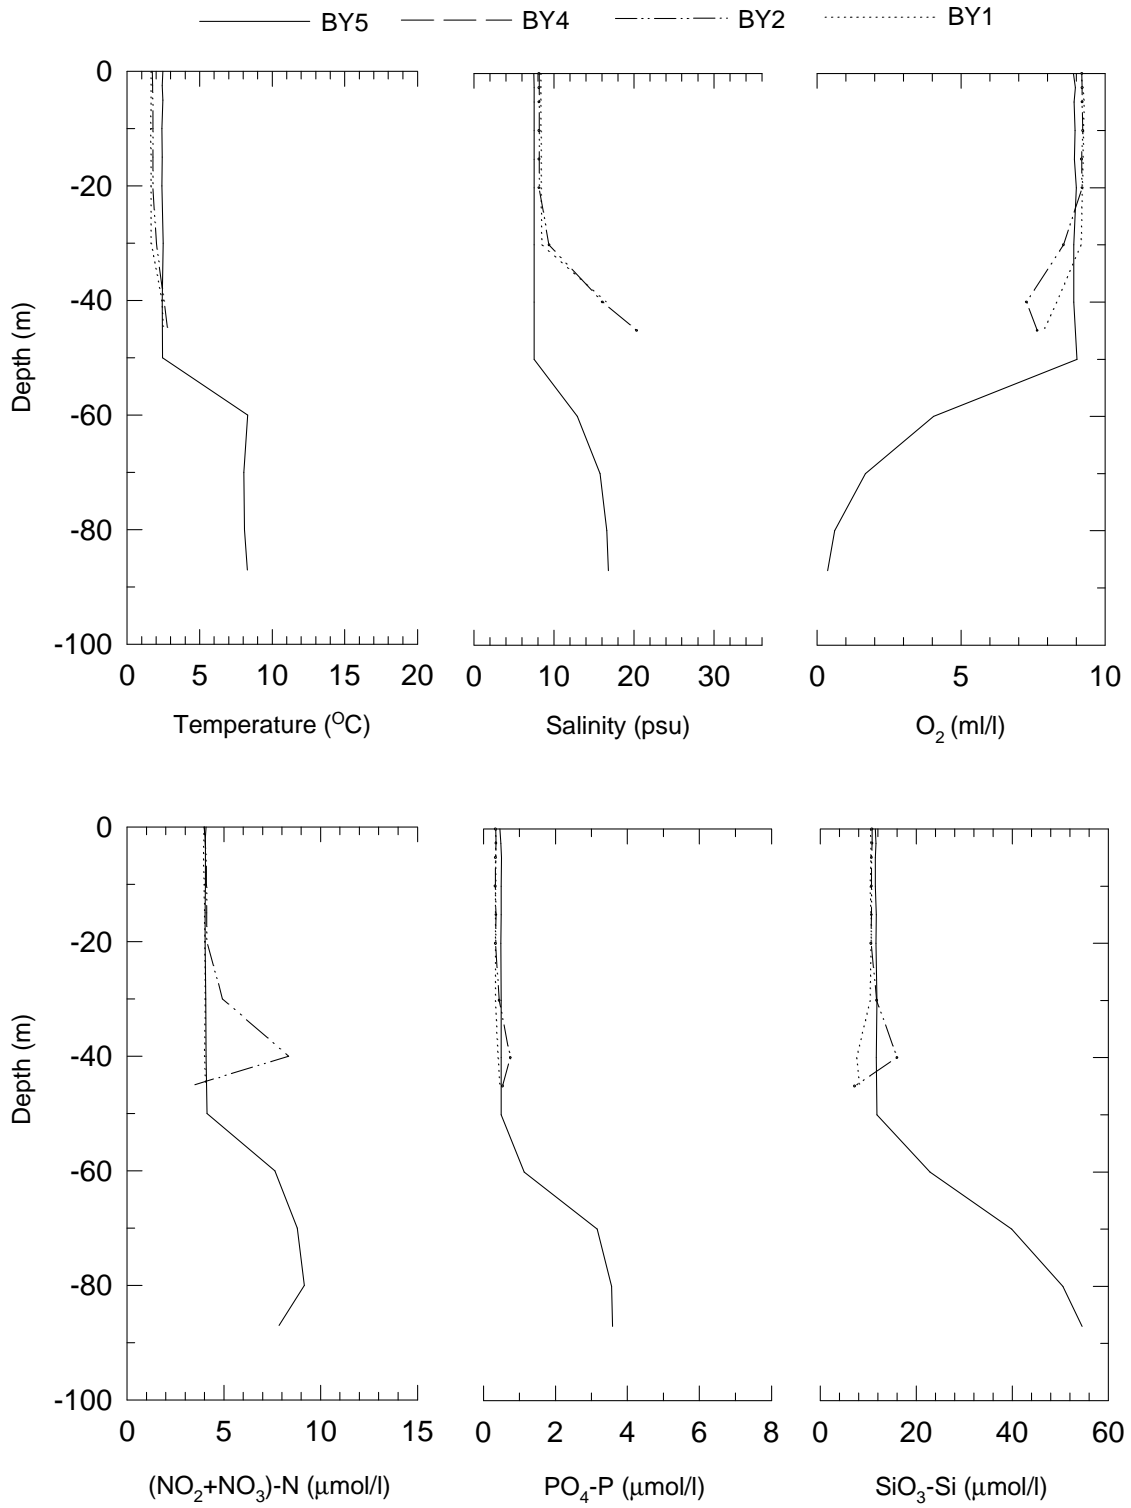 BY5 BY4 BY2 BY1
0
-20
-40
-60
-80
-100
Depth (m)
0 5 10 15 20
Temperature (OC)
0 10 20 30
Salinity (psu)
0 5 10
O2 (ml/l)
0
-20
-40
-60
-80
-100
Depth (m)
0 5 10 15
(NO2+NO3)-N (μmol/l)
0 2 4 6 8
PO4-P (μmol/l)
0 20 40 60
SiO3-Si (μmol/l)